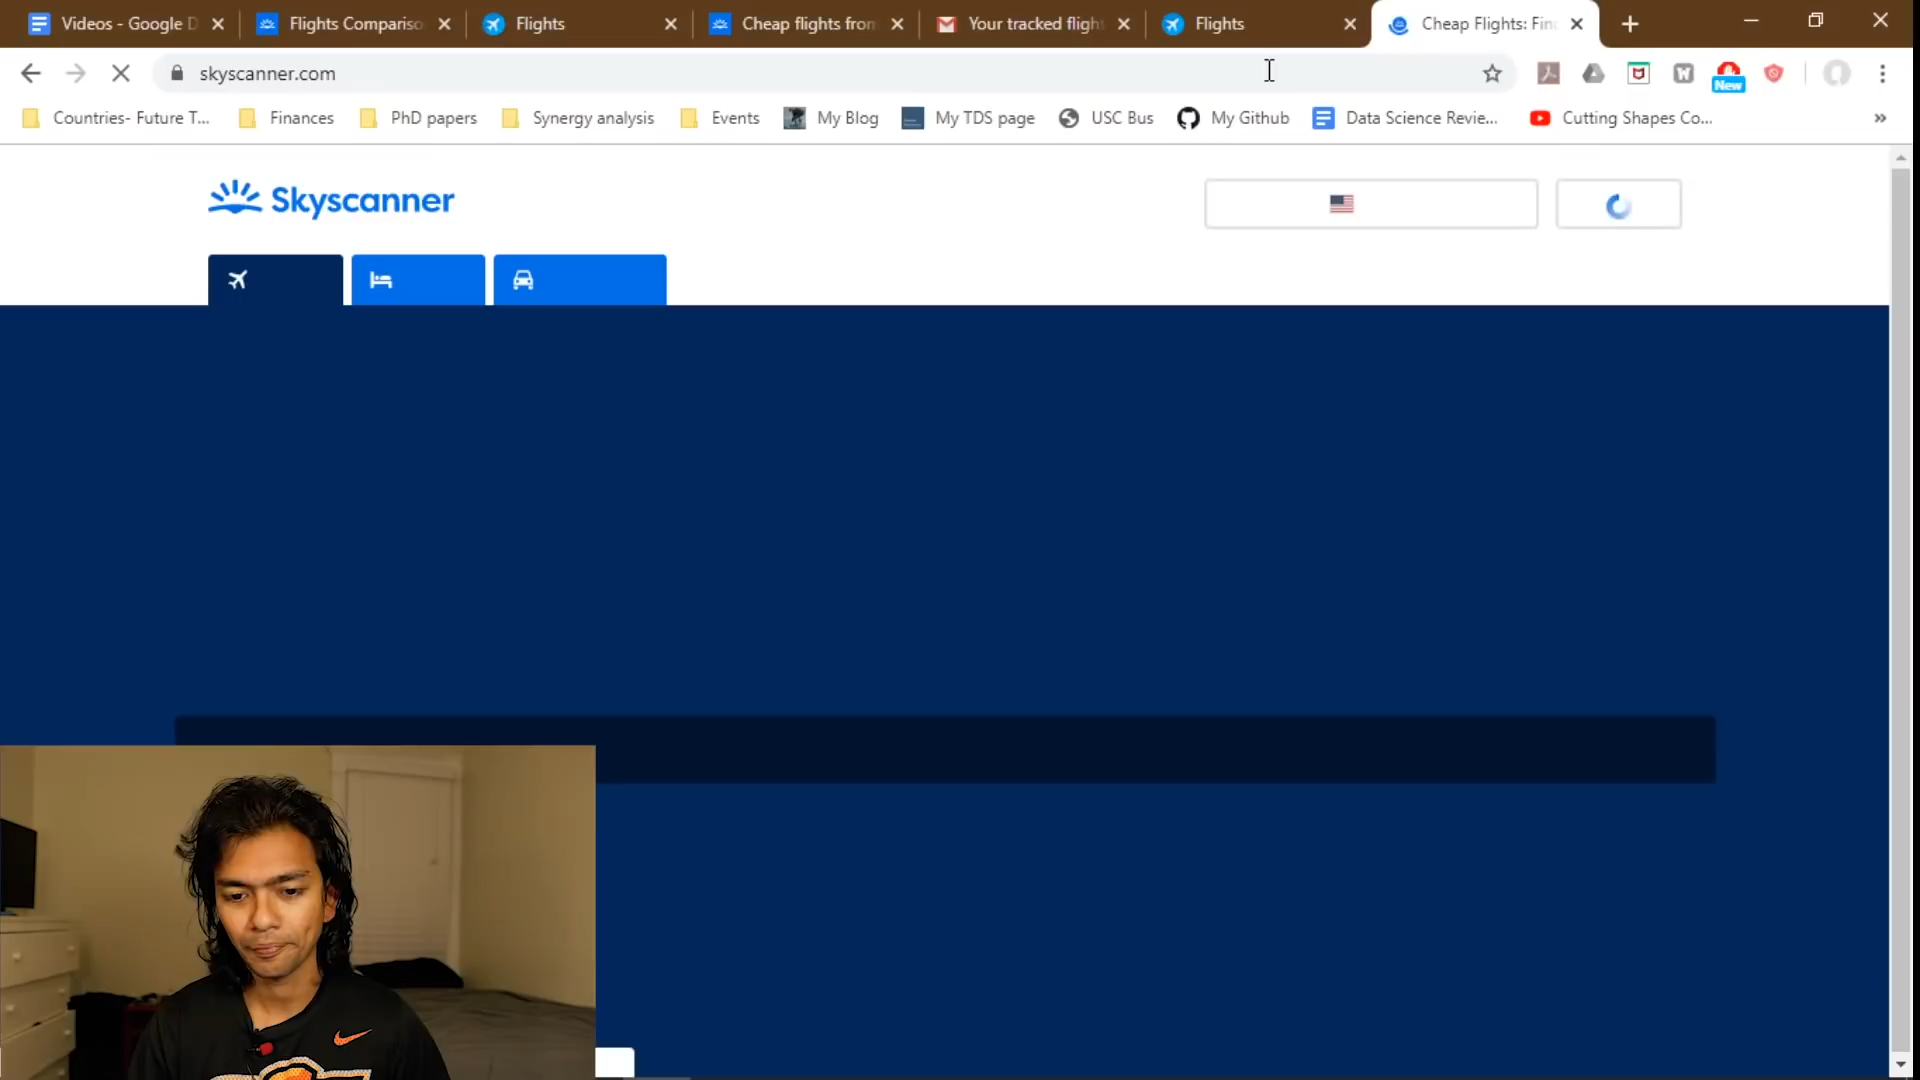 Videos - Google D
Flights Compariso
Flights
Cheap flights from
Your tracked flight
Flights
Cheap Flights: Fin
skyscanner.com
New
Countries- Future T...
Finances
PhD papers
Synergy analysis
Events
My Blog
My TDS page
USC Bus
My Github
Data Science Revie...
Cutting Shapes Co...
»
Skyscanner